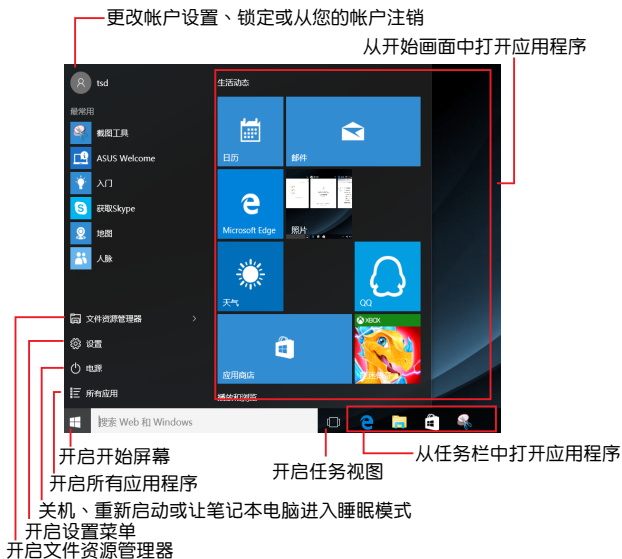 更改帐户设置、锁定或从您的帐户注销
从开始画面中打开应用程序
tsd
生活动态
最常用
截图工具
ASUS Welcome
入门
获取Skype
地图
人脉
日历
邮件
Microsoft Edge
照片
天气
QQ
应用商店
XBOX
播放和浏览
文件资源管理器
设置
电源
所有应用
搜索 Web 和 Windows
开启开始屏幕
开启任务视图
从任务栏中打开应用程序
开启所有应用程序
关机、重新启动或让笔记本电脑进入睡眠模式
开启设置菜单
开启文件资源管理器